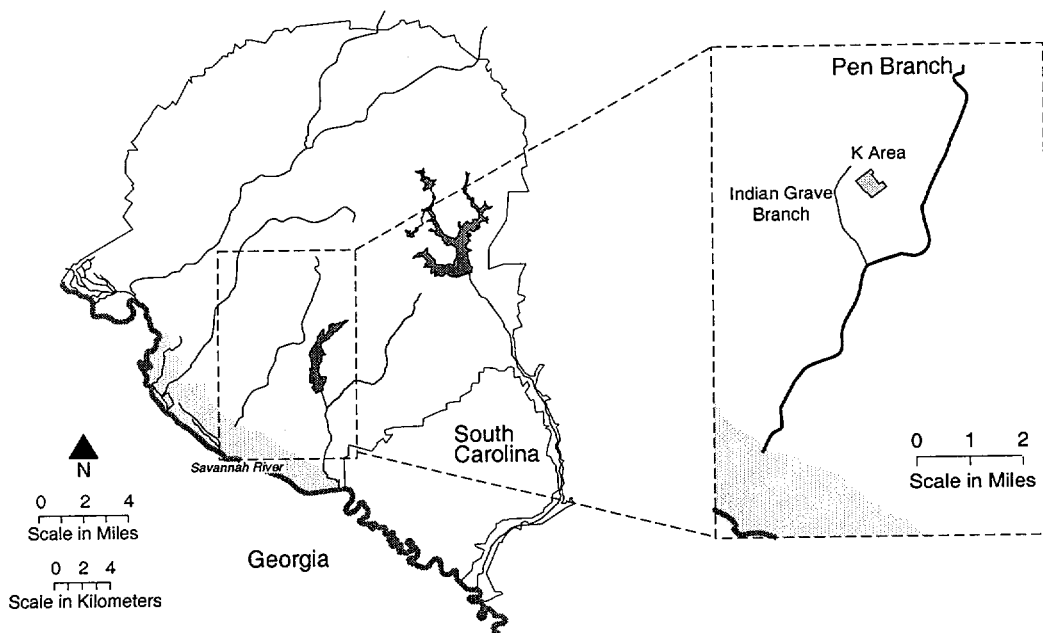 Pen Branch
K Area
Indian Grave
Branch
South
Carolina
Savannah River
N
0 2 4
Scale in Miles
0 2 4
Scale in Kilometers
Georgia
0 1 2
Scale in Miles